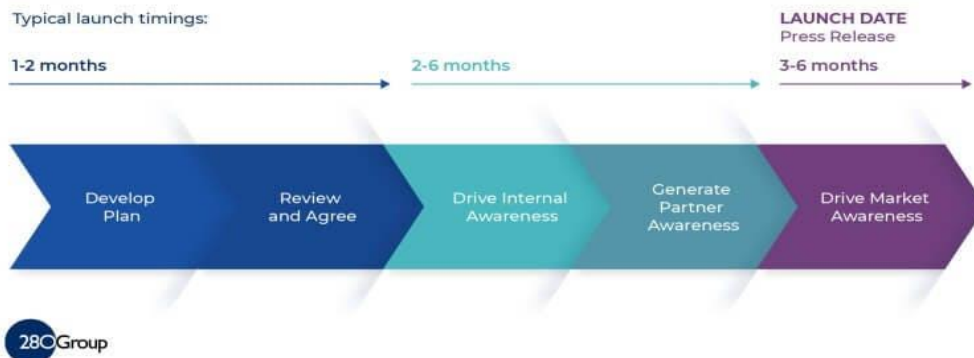 Typical launch timings:
LAUNCH DATE
Press Release
1-2 months
2-6 months
3-6 months
Develop
Plan
Review
and Agree
Drive Internal
Awareness
Generate
Partner
Awareness
Drive Market
Awareness
280Group